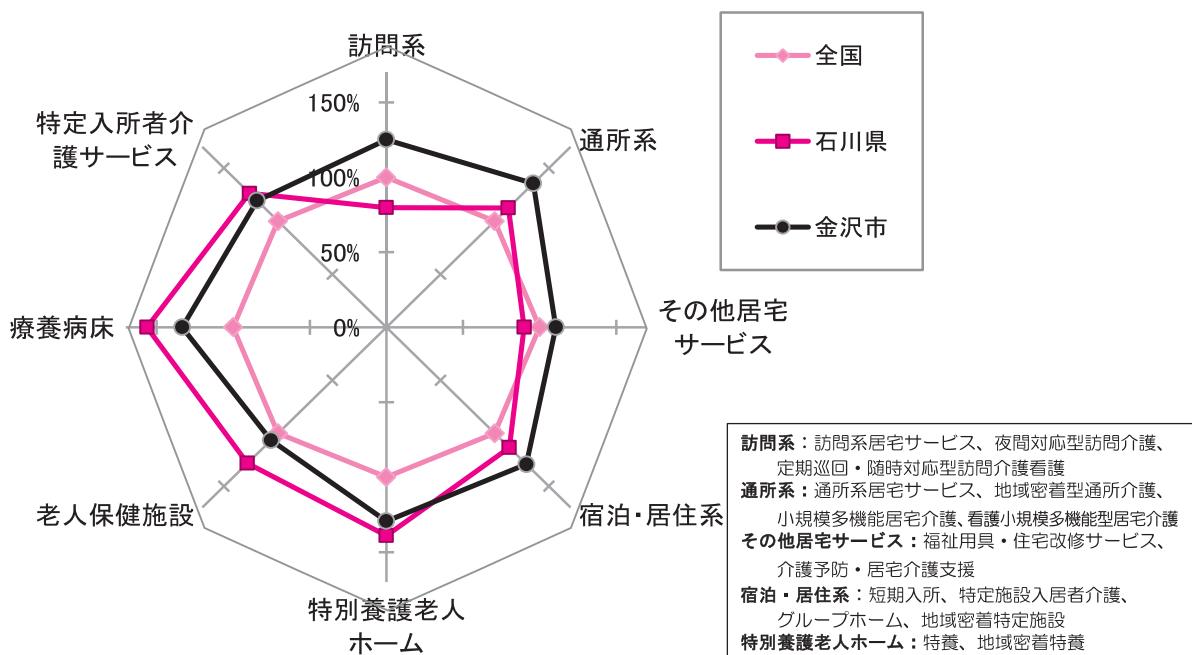 訪問系
通所系
その他居宅
サービス
宿泊・居住系
特別養護老人
ホーム
老人保健施設
療養病床
特定入所者介
護サービス
150%
100%
50%
0%
全国
石川県
金沢市
訪問系：訪問系居宅サービス、夜間対応型訪問介護、
定期巡回・随時対応型訪問介護看護
通所系：通所系居宅サービス、地域密着型通所介護、
小規模多機能居宅介護、看護小規模多機能型居宅介護
その他居宅サービス：福祉用具・住宅改修サービス、
介護予防・居宅介護支援
宿泊・居住系：短期入所、特定施設入居者介護、
グループホーム、地域密着特定施設
特別養護老人ホーム：特養、地域密着特養